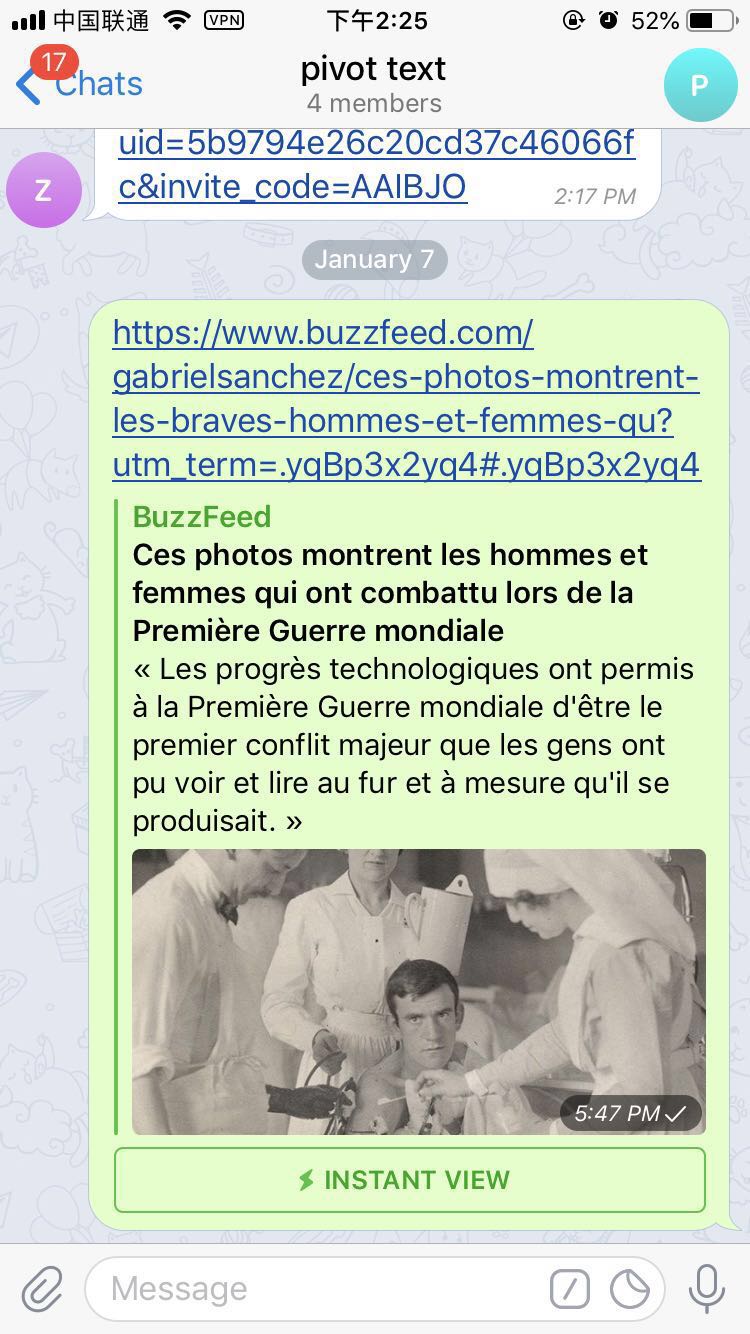 中国联通 VPN 下午2:25 52%
17
Chats
pivot text
4 members
P
uid=5b9794e26c20cd37c46066f
c&invite_code=AAIBJO
2:17 PM
Z
January 7
https://www.buzzfeed.com/
gabrielsanchez/ces-photos-montrent-
les-braves-hommes-et-femmes-qu?
utm_term=.yqBp3x2yq4#.yqBp3x2yq4
BuzzFeed
Ces photos montrent les hommes et
femmes qui ont combattu lors de la
Première Guerre mondiale
« Les progrès technologiques ont permis
à la Première Guerre mondiale d'être le
premier conflit majeur que les gens ont
pu voir et lire au fur et à mesure qu'il se
produisait. »
5:47 PM
INSTANT VIEW
Message